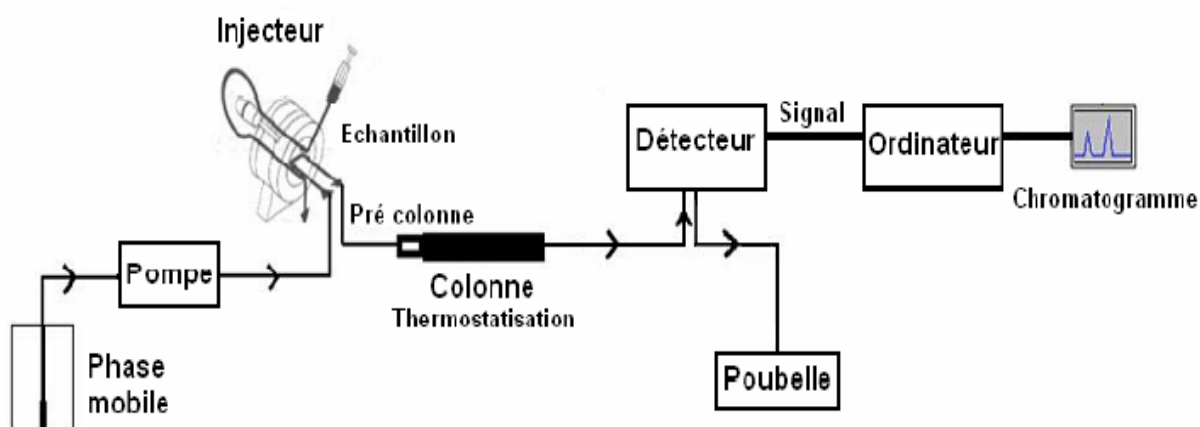 Injecteur
Echantillon
Pré colonne
Pompe
Phase
mobile
Colonne
Thermostatisation
Détecteur
Signal
Ordinateur
Chromatogramme
Poubelle